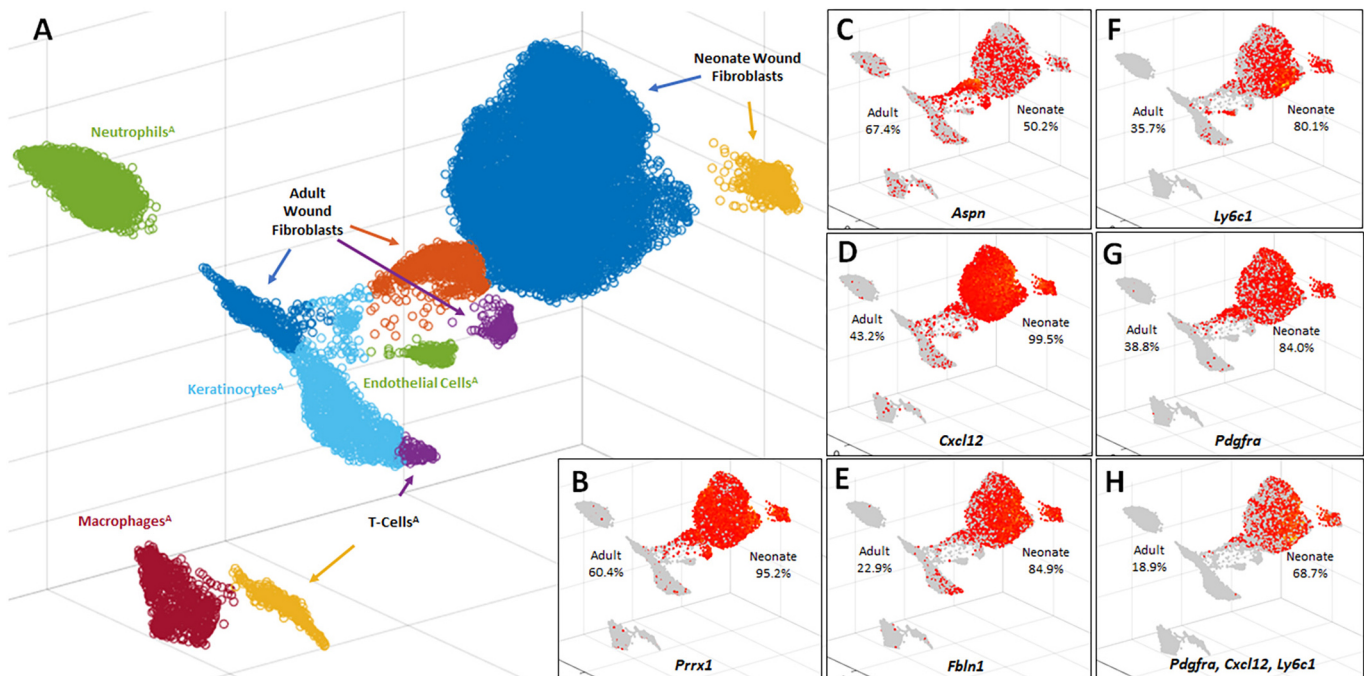 A
Neutrophils^A
Adult
Wound
Fibroblasts
Neonate Wound
Fibroblasts
Keratinocytes^A
Endothelial Cells^A
Macrophages^A
T-Cells^A
B
Adult
60.4%
Neonate
95.2%
Prrx1
C
Adult
67.4%
Neonate
50.2%
Aspn
D
Adult
43.2%
Neonate
99.5%
Cxcl12
E
Adult
22.9%
Neonate
84.9%
Fbln1
F
Adult
35.7%
Neonate
80.1%
Ly6c1
G
Adult
38.8%
Neonate
84.0%
Pdgfra
H
Adult
18.9%
Neonate
68.7%
Pdgfra, Cxcl12, Ly6c1